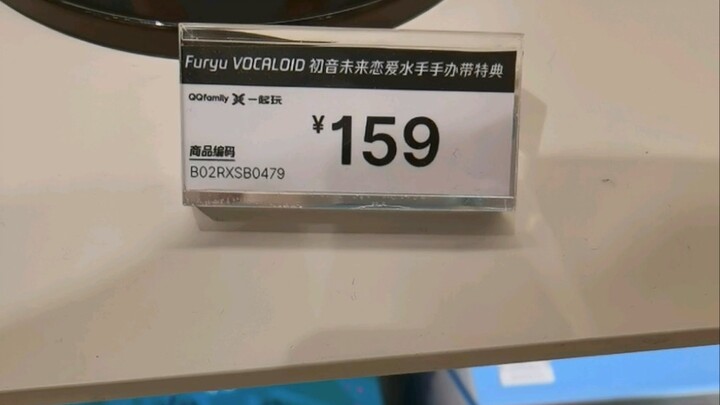 Furyu VOCALOID 初音未来恋爱水手手办带特典
QQfamily 一起玩
¥159
商品编码
B02RXSB0479